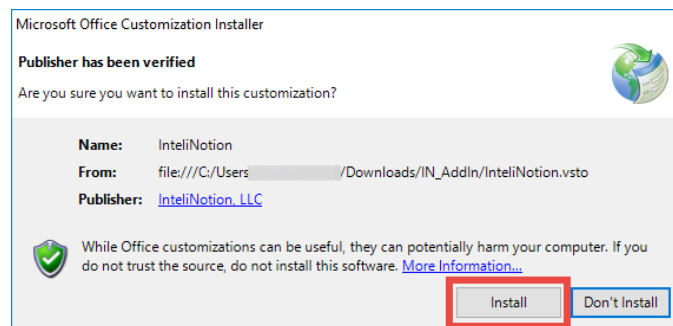 Microsoft Office Customization Installer
Publisher has been verified
Are you sure you want to install this customization?
Name: InteliNotion
From: file:///C:/Users /Downloads/IN_AddIn/InteliNotion.vsto
Publisher: InteliNotion, LLC
While Office customizations can be useful, they can potentially harm your computer. If you
do not trust the source, do not install this software. More Information...
Install Don't Install